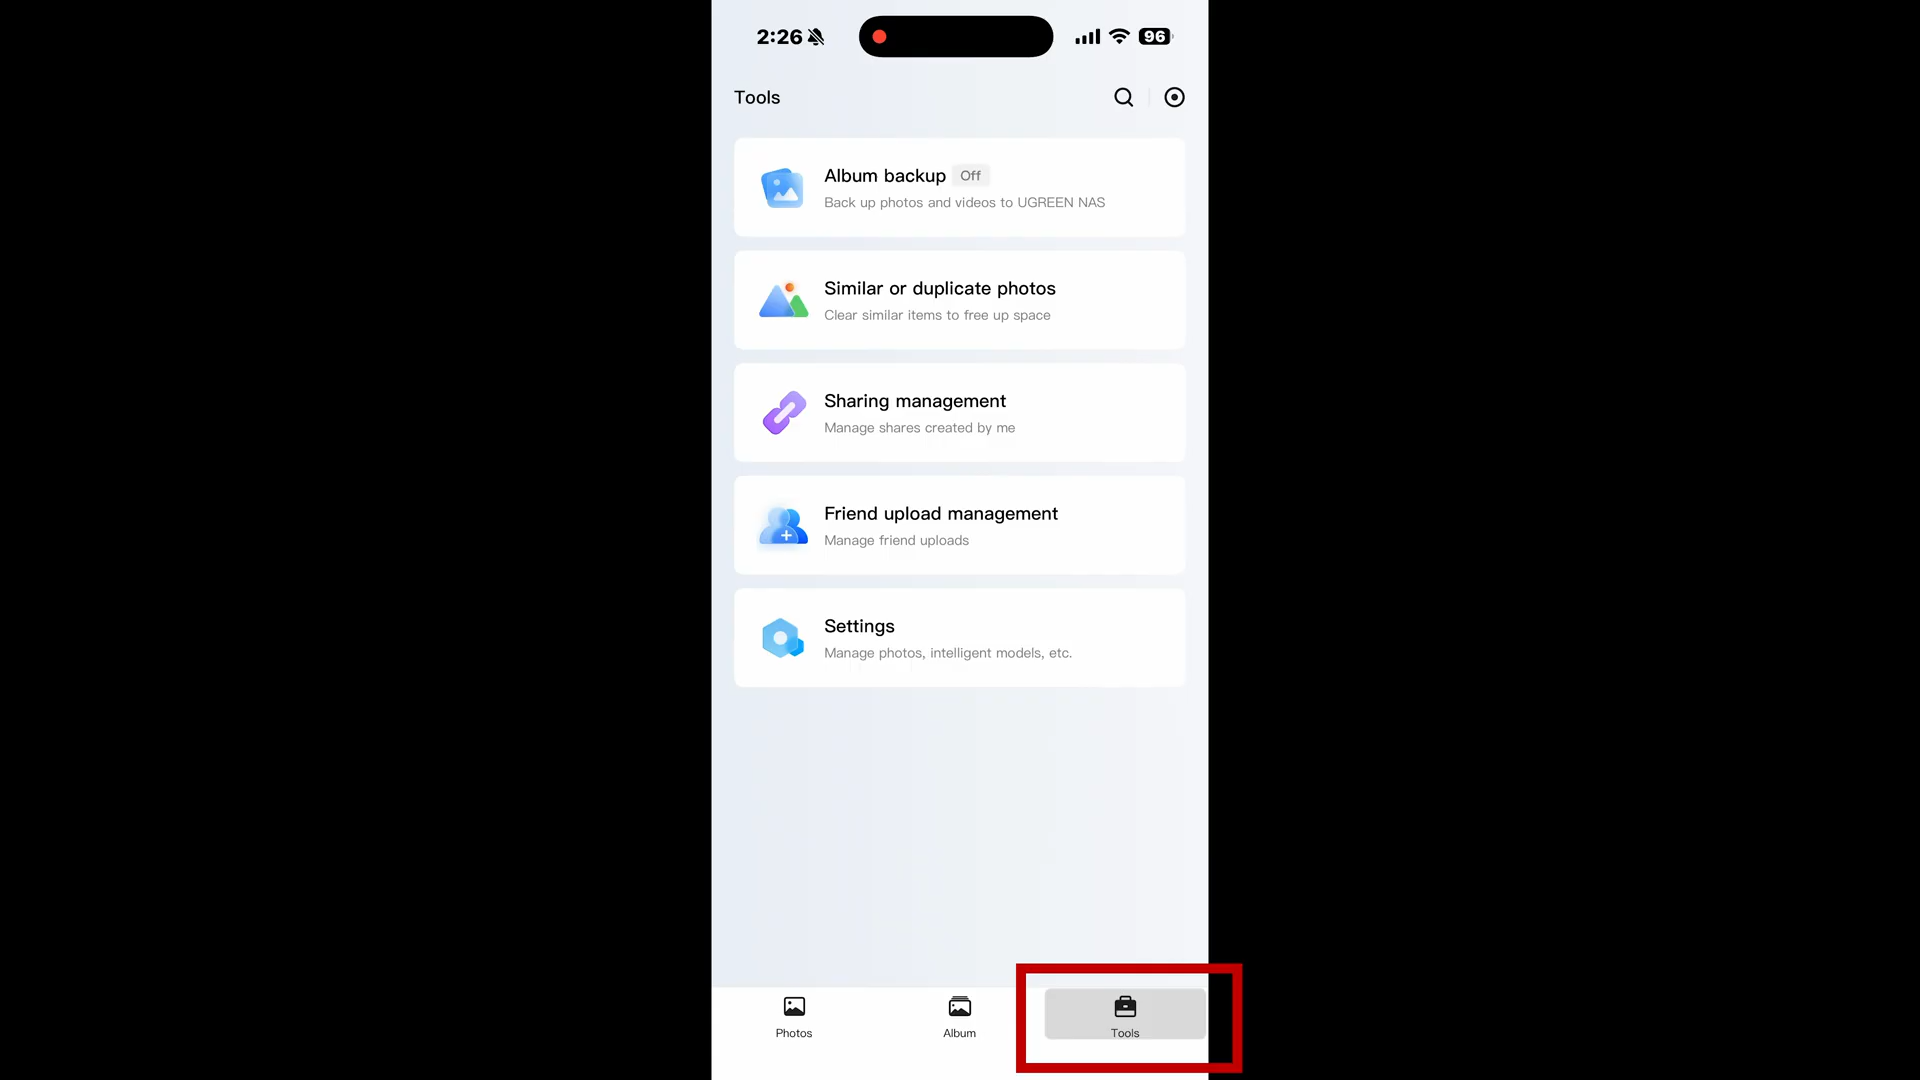 2:26
96
Tools
Album backup Off
Back up photos and videos to UGREEN NAS
Similar or duplicate photos
Clear similar items to free up space
Sharing management
Manage shares created by me
Friend upload management
Manage friend uploads
Settings
Manage photos, intelligent models, etc.
Photos
Album
Tools